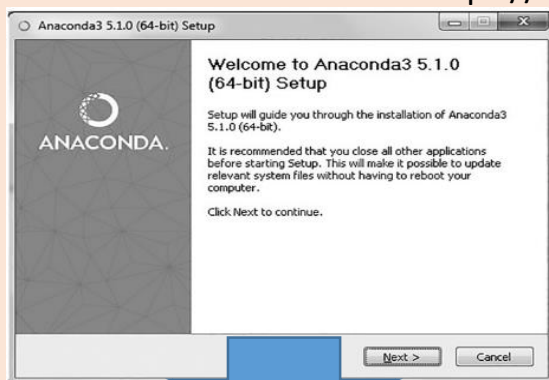 Anaconda3 5.1.0 (64-bit) Setup
Welcome to Anaconda3 5.1.0
(64-bit) Setup
Setup will guide you through the installation of Anaconda3
5.1.0 (64-bit).
It is recommended that you close all other applications
before starting Setup. This will make it possible to update
relevant system files without having to reboot your
computer.
Click Next to continue.
ANACONDA.
Next >
Cancel